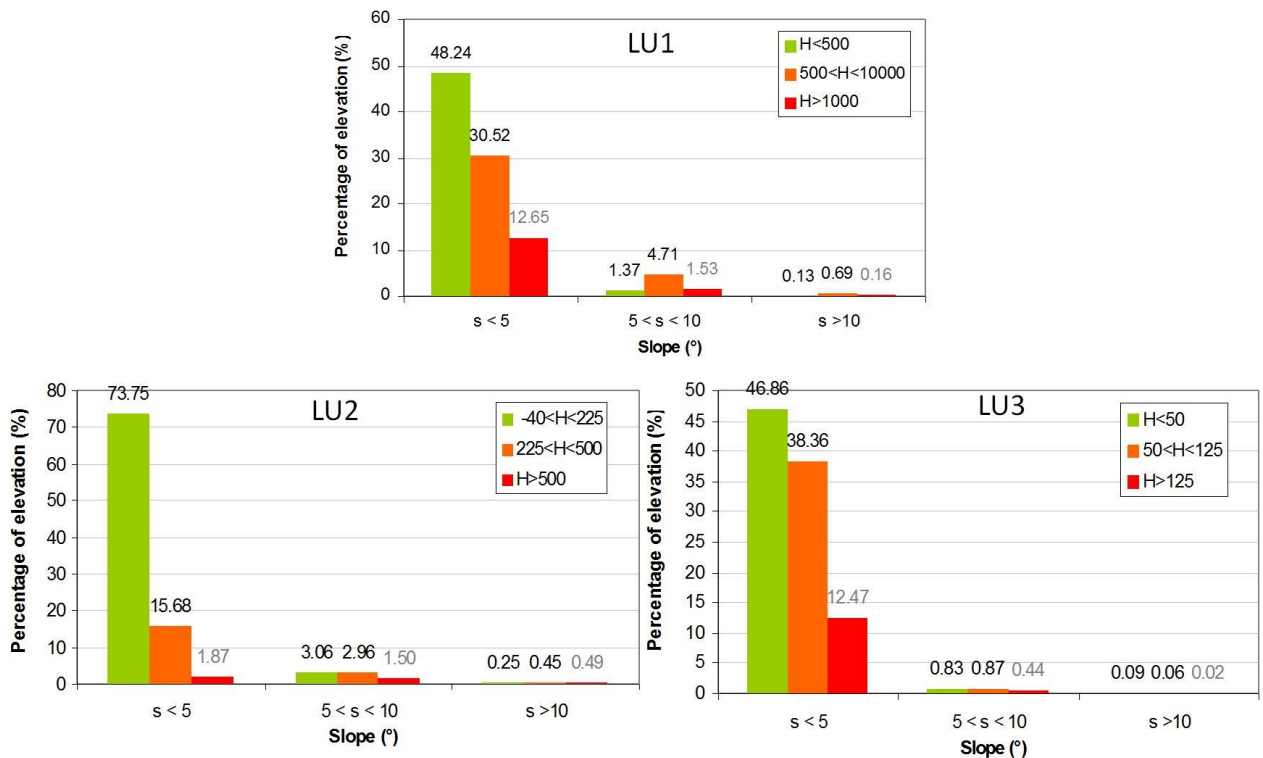 LU1
Percentage of elevation (%)
60
50
40
30
20
10
0
H<500
500<H<10000
H>1000
48.24
30.52
12.65
1.37
4.71
1.53
0.13
0.69
0.16
s < 5
5 < s < 10
s >10
Slope (°)
LU2
Percentage of elevation (%)
80
70
60
50
40
30
20
10
0
-40<H<225
225<H<500
H>500
73.75
15.68
1.87
3.06
2.96
1.50
0.25
0.45
0.49
s < 5
5 < s < 10
s >10
Slope (°)
LU3
Percentage of elevation (%)
50
45
40
35
30
25
20
15
10
5
0
H<50
50<H<125
H>125
46.86
38.36
12.47
0.83
0.87
0.44
0.09
0.06
0.02
s < 5
5 < s < 10
s >10
Slope (°)